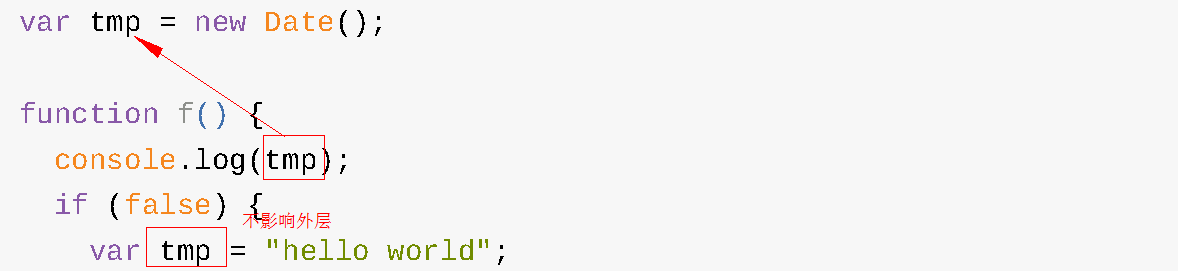 var tmp = new Date();
function f() {
console.log(tmp);
if (false) {
不影响外层
var tmp = "hello world";